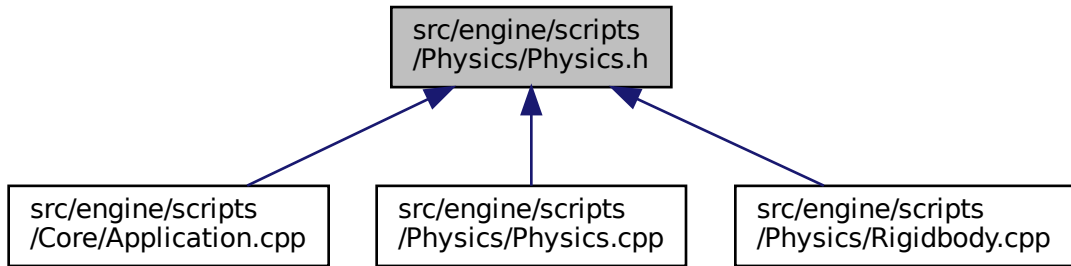 src/engine/scripts
/Physics/Physics.h
src/engine/scripts
/Core/Application.cpp
src/engine/scripts
/Physics/Physics.cpp
src/engine/scripts
/Physics/Rigidbody.cpp